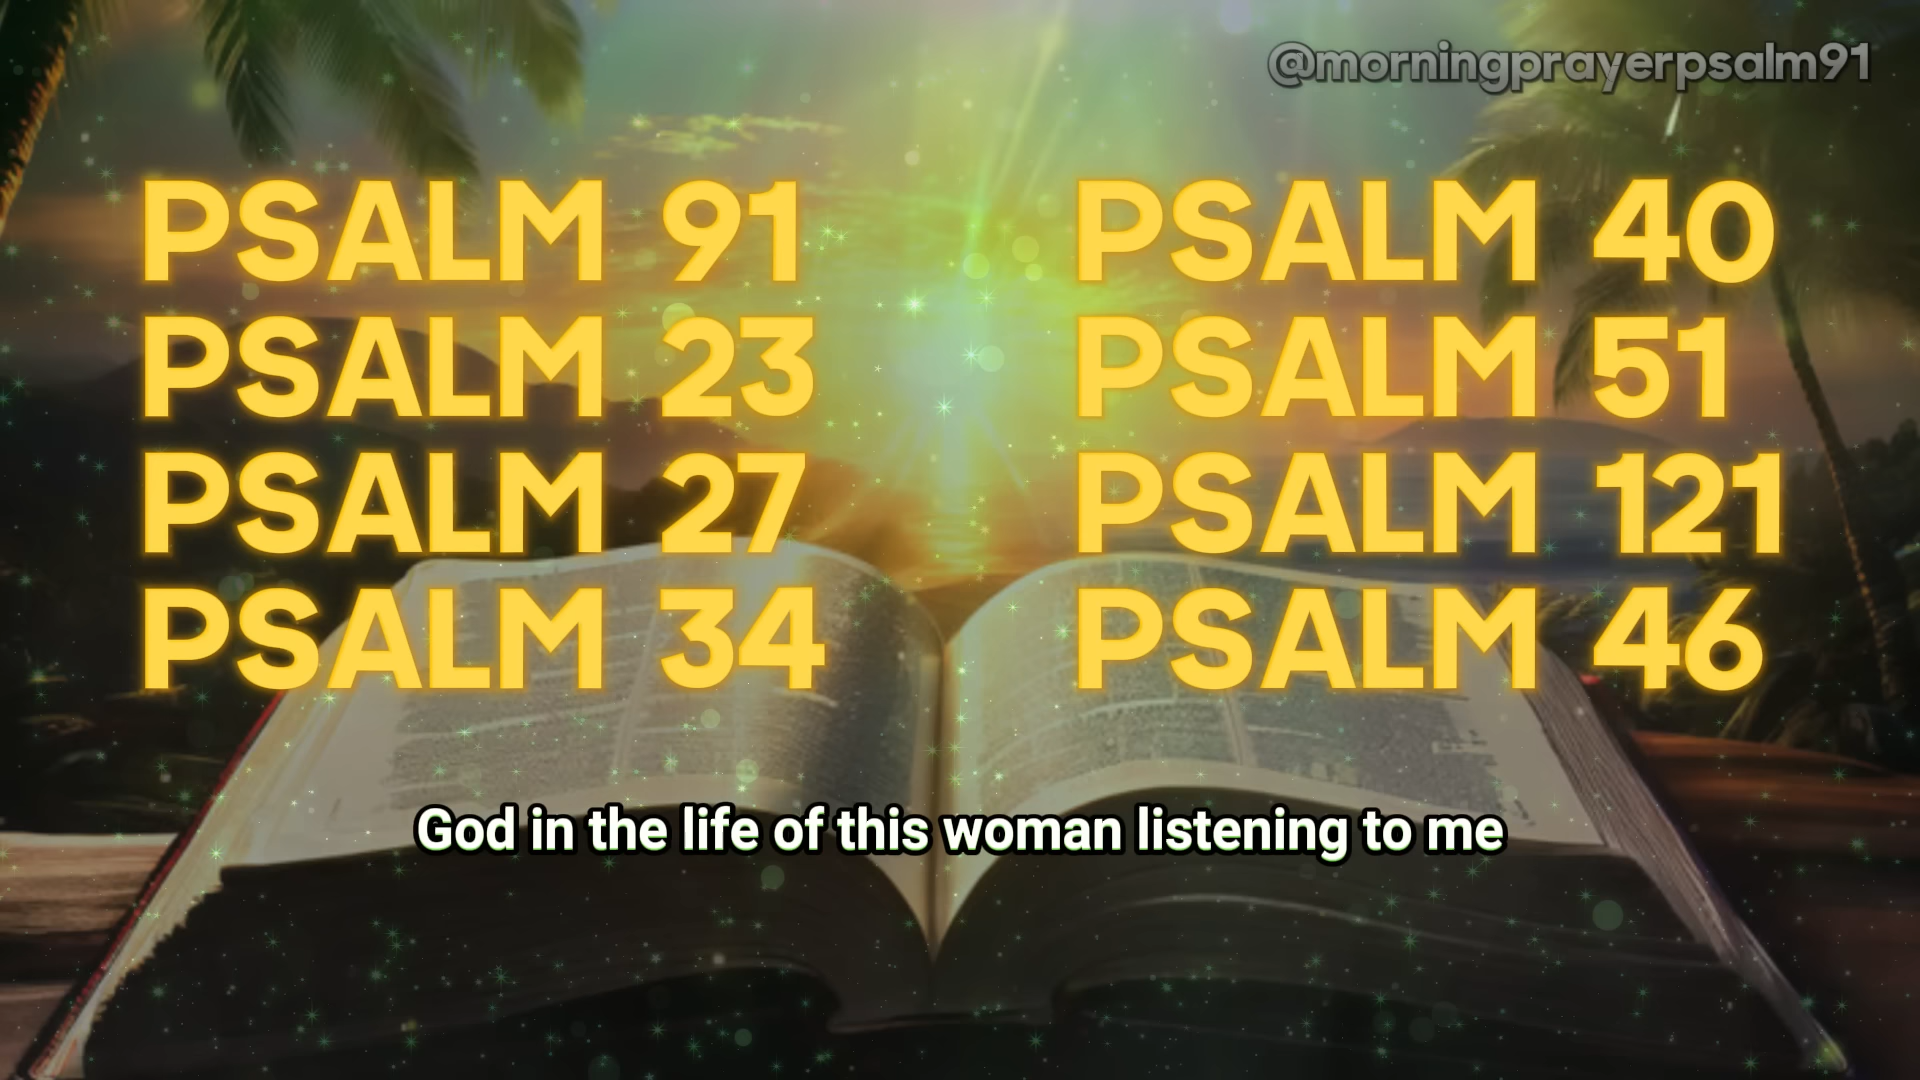 @morningprayerpsalm91
PSALM 91
PSALM 23
PSALM 27
PSALM 34
PSALM 40
PSALM 51
PSALM 121
PSALM 46
God in the life of this woman listening to me